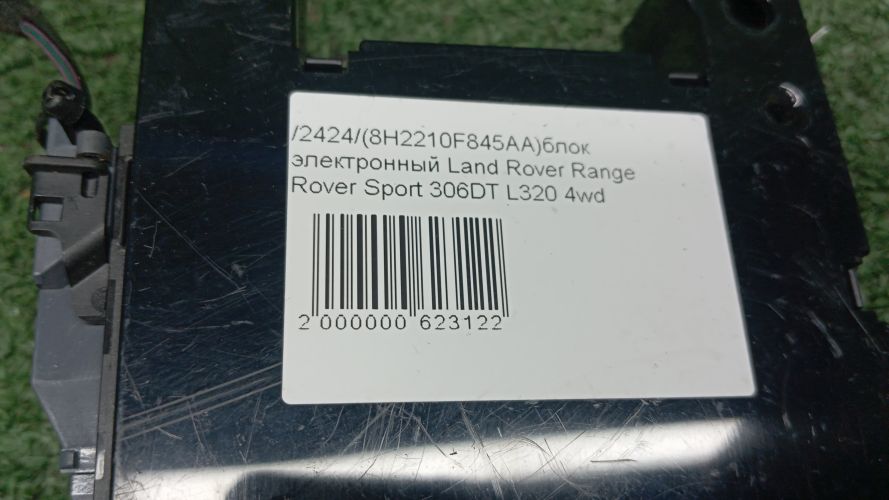 /2424/(8H2210F845AA)блок
электронный Land Rover Range
Rover Sport 306DT L320 4wd
2 000000 623122